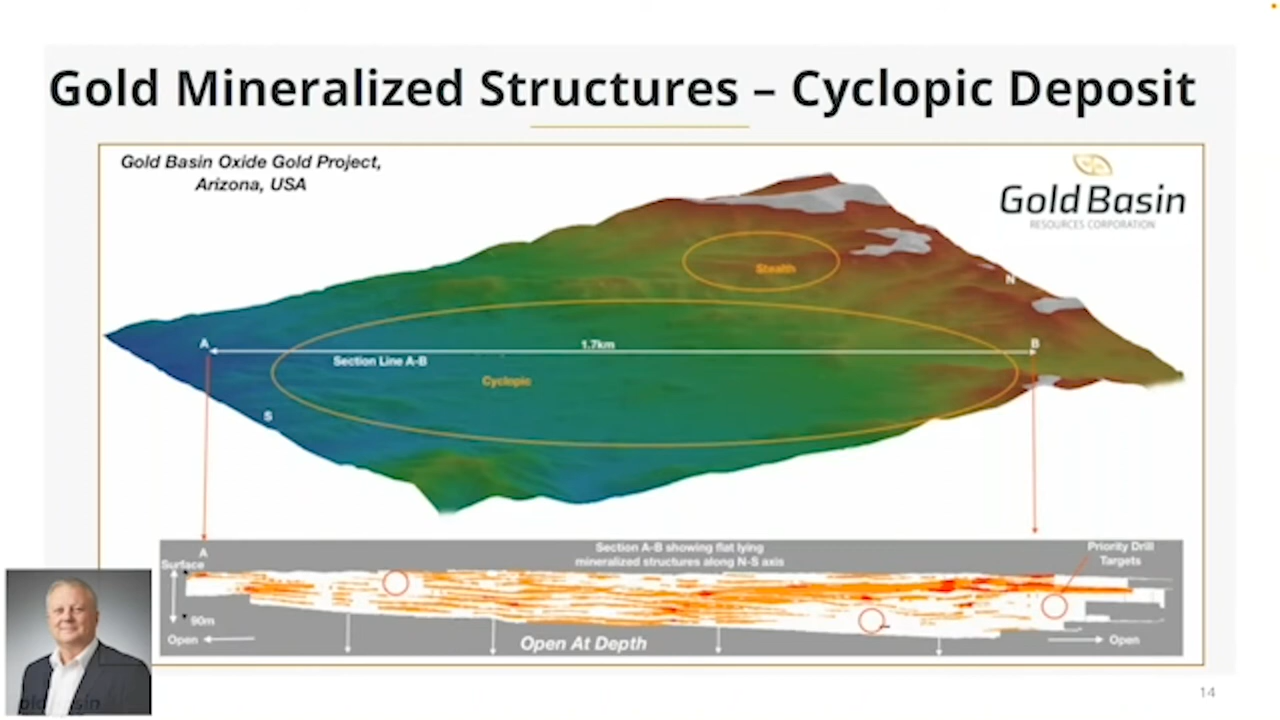 Gold Mineralized Structures – Cyclopic Deposit
Gold Basin Oxide Gold Project,
Arizona, USA
Gold Basin
RESOURCES CORPORATION
Stealth
N
A
1.7km
B
Section Line A-B
Cyclopic
S
A
Surface
Section A-B showing flat lying
mineralized structures along N-S axis
Priority Drill
Targets
90m
Open
Open At Depth
Open
14